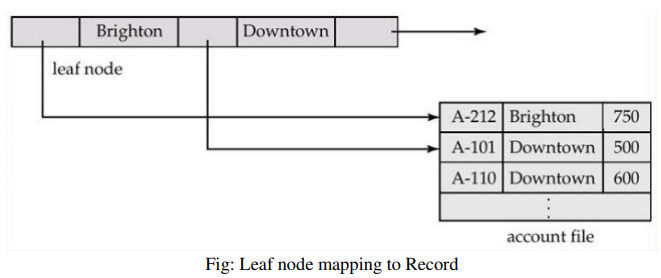 Brighton Downtown
leaf node
A-212 Brighton 750
A-101 Downtown 500
A-110 Downtown 600
account file
Fig: Leaf node mapping to Record